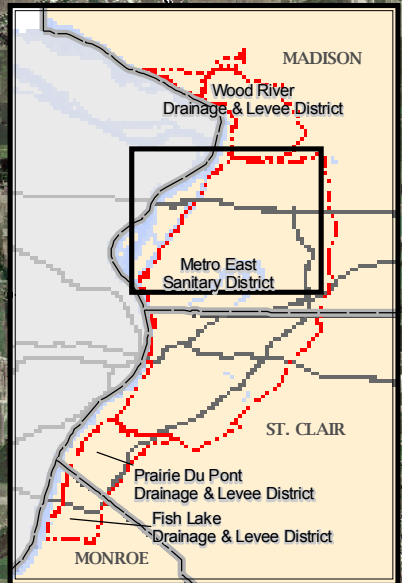 MADISON
Wood River
Drainage & Levee District
Metro East
Sanitary District
ST. CLAIR
Prairie Du Pont
Drainage & Levee District
Fish Lake
Drainage & Levee District
MONROE